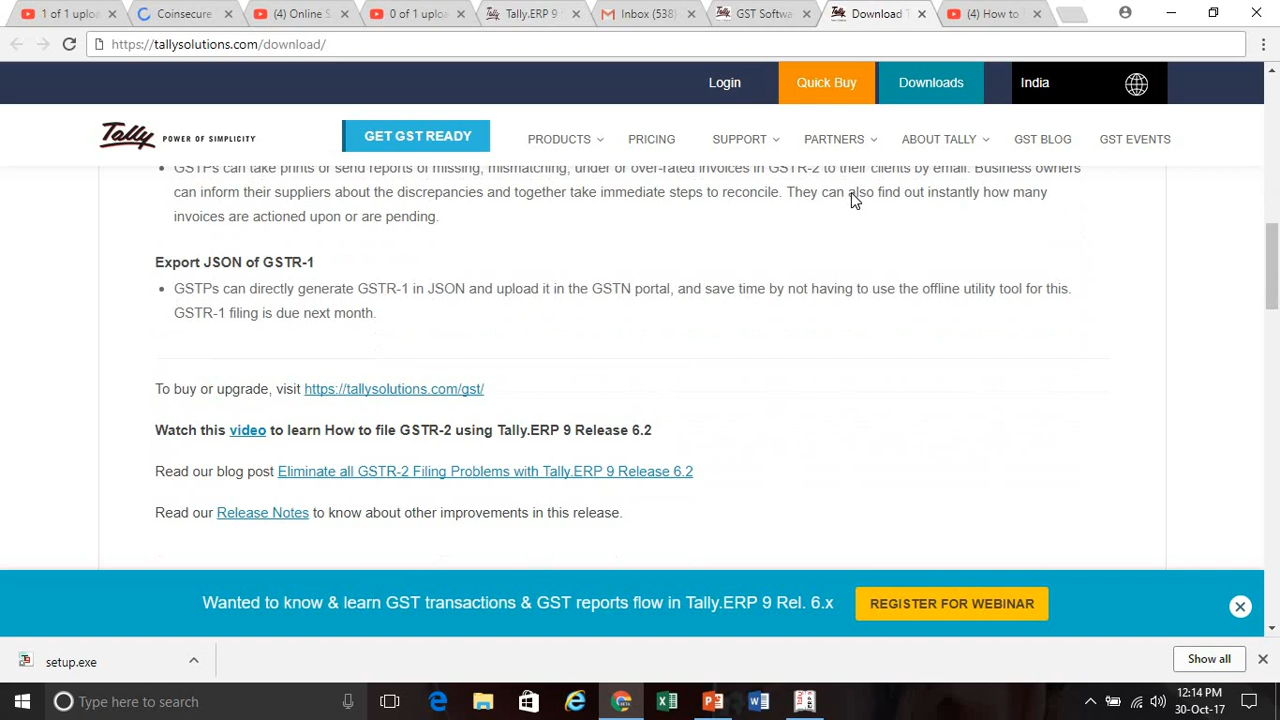 1 of 1 uplo
Coinsecure
(4) Online S
0 of 1 uplo
Tally.ERP 9
Inbox (538)
GST Softwa
Download T
(4) How to
https://tallysolutions.com/download/
Login
Quick Buy
Downloads
India
Tally POWER OF SIMPLICITY
GET GST READY
PRODUCTS
PRICING
SUPPORT
PARTNERS
ABOUT TALLY
GST BLOG
GST EVENTS
GSTPs can take prints or send reports of missing, mismatching, under or over-rated invoices in GSTR-2 to their clients by email. Business owners
can inform their suppliers about the discrepancies and together take immediate steps to reconcile. They can also find out instantly how many
invoices are actioned upon or are pending.
Export JSON of GSTR-1
GSTPs can directly generate GSTR-1 in JSON and upload it in the GSTN portal, and save time by not having to use the offline utility tool for this.
GSTR-1 filing is due next month.
To buy or upgrade, visit https://tallysolutions.com/gst/
Watch this video to learn How to file GSTR-2 using Tally.ERP 9 Release 6.2
Read our blog post Eliminate all GSTR-2 Filing Problems with Tally.ERP 9 Release 6.2
Read our Release Notes to know about other improvements in this release.
Wanted to know & learn GST transactions & GST reports flow in Tally.ERP 9 Rel. 6.x
REGISTER FOR WEBINAR
setup.exe
Show all
Type here to search
12:14 PM
30-Oct-17